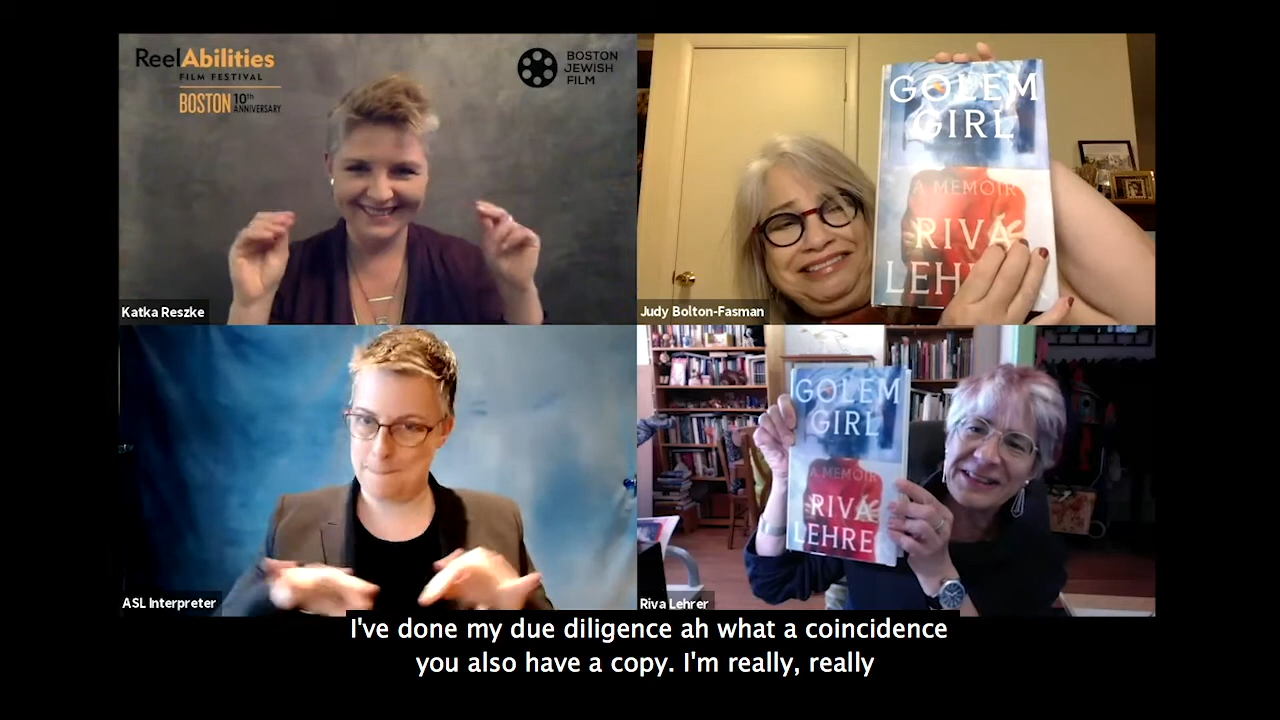 ReelAbilities
FILM FESTIVAL
BOSTON 10th
ANNIVERSARY
BOSTON
JEWISH
FILM
Katka Reszke
GOLEM
GIRL
A MEMOIR
RIVA
LEHRE
Judy Bolton-Fasman
ASL Interpreter
GOLEM
GIRL
A MEMOIR
RIVA
LEHRE
Riva Lehrer
I've done my due diligence ah what a coincidence
you also have a copy. I'm really, really